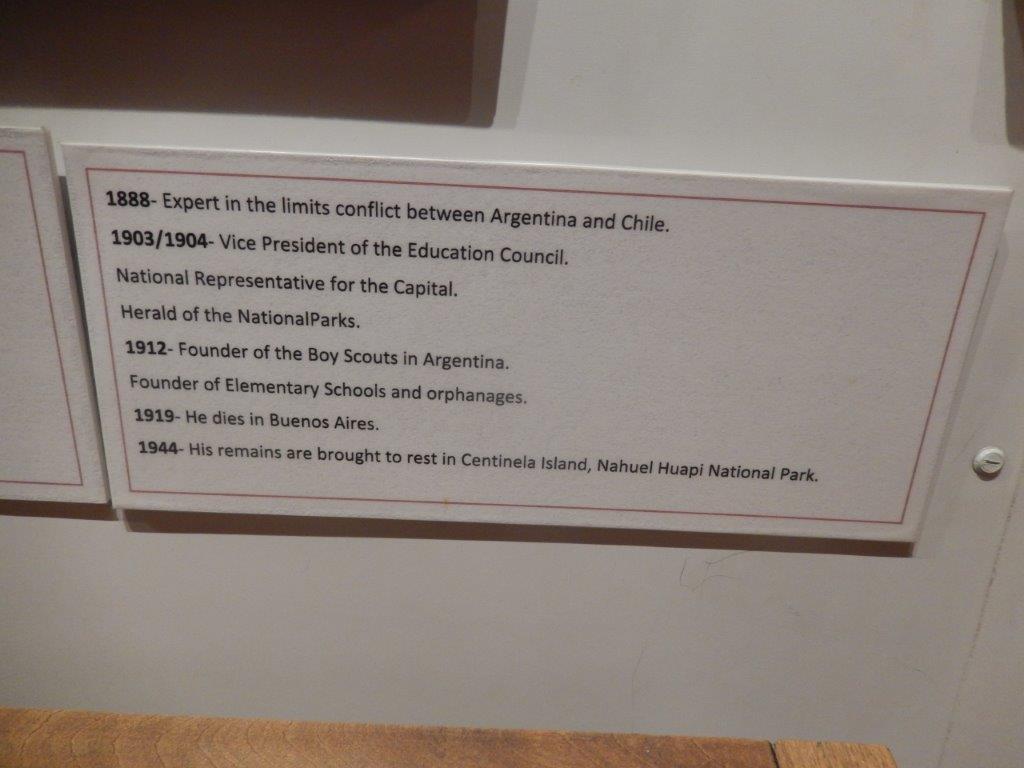 1888- Expert in the limits conflict between Argentina and Chile.
1903/1904- Vice President of the Education Council.
National Representative for the Capital.
Herald of the NationalParks.
1912- Founder of the Boy Scouts in Argentina.
Founder of Elementary Schools and orphanages.
1919- He dies in Buenos Aires.
1944- His remains are brought to rest in Centinela Island, Nahuel Huapi National Park.